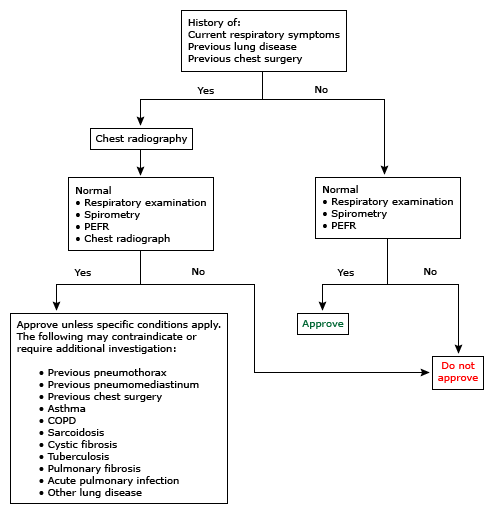 History of:
Current respiratory symptoms
Previous lung disease
Previous chest surgery
Yes
No
Chest radiography
Normal
• Respiratory examination
• Spirometry
• PEFR
• Chest radiograph
Normal
• Respiratory examination
• Spirometry
• PEFR
Yes
No
Yes
No
Approve unless specific conditions apply.
The following may contraindicate or
require additional investigation:
• Previous pneumothorax
• Previous pneumomediastinum
• Previous chest surgery
• Asthma
• COPD
• Sarcoidosis
• Cystic fibrosis
• Tuberculosis
• Pulmonary fibrosis
• Acute pulmonary infection
• Other lung disease
Approve
Do not
approve